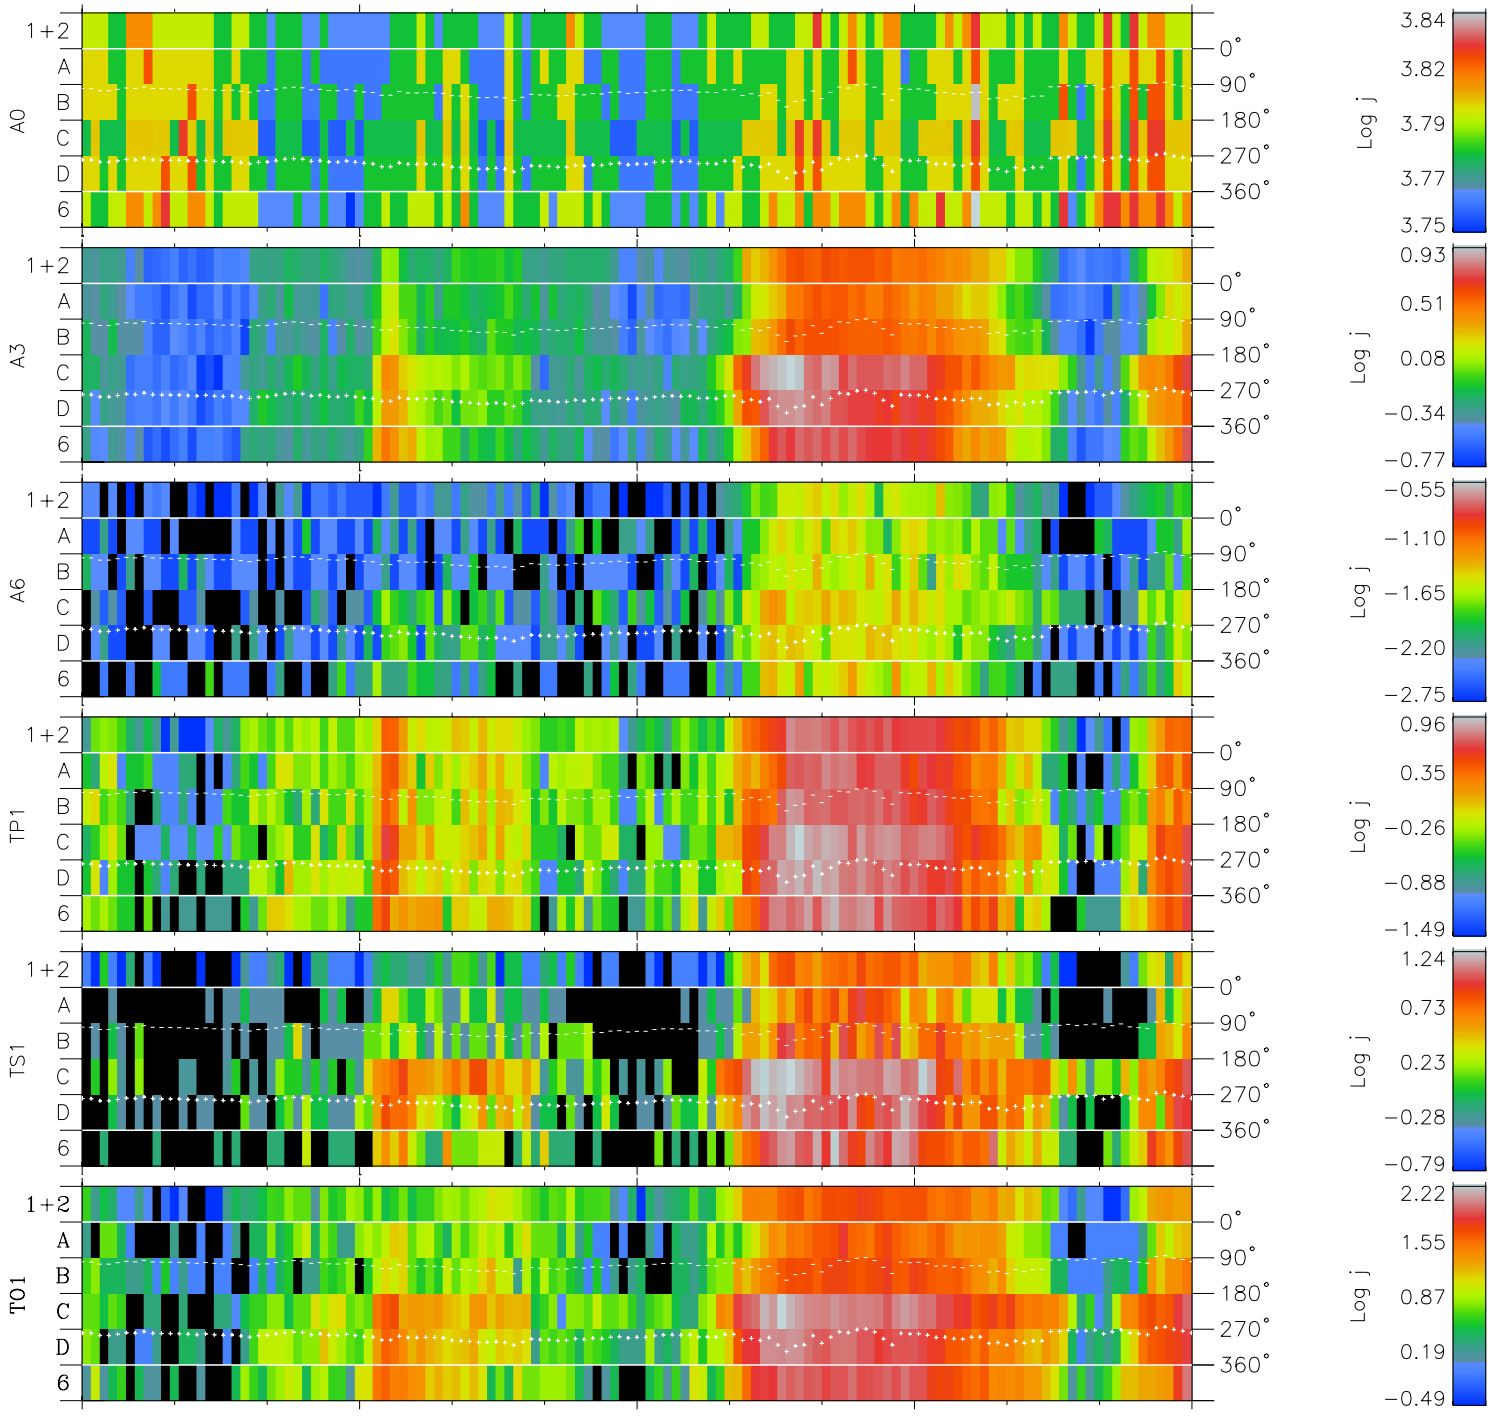 A0
1+2
A
B
C
D
6
0°
90°
180°
270°
360°
Log j
3.84
3.82
3.79
3.77
3.75
A3
1+2
A
B
C
D
6
0°
90°
180°
270°
360°
Log j
0.93
0.51
0.08
−0.34
−0.77
A6
1+2
A
B
C
D
6
0°
90°
180°
270°
360°
Log j
−0.55
−1.10
−1.65
−2.20
−2.75
TP1
1+2
A
B
C
D
6
0°
90°
180°
270°
360°
Log j
0.96
0.35
−0.26
−0.88
−1.49
TS1
1+2
A
B
C
D
6
0°
90°
180°
270°
360°
Log j
1.24
0.73
0.23
−0.28
−0.79
TO1
1+2
A
B
C
D
6
0°
90°
180°
270°
360°
Log j
2.22
1.55
0.87
0.19
−0.49